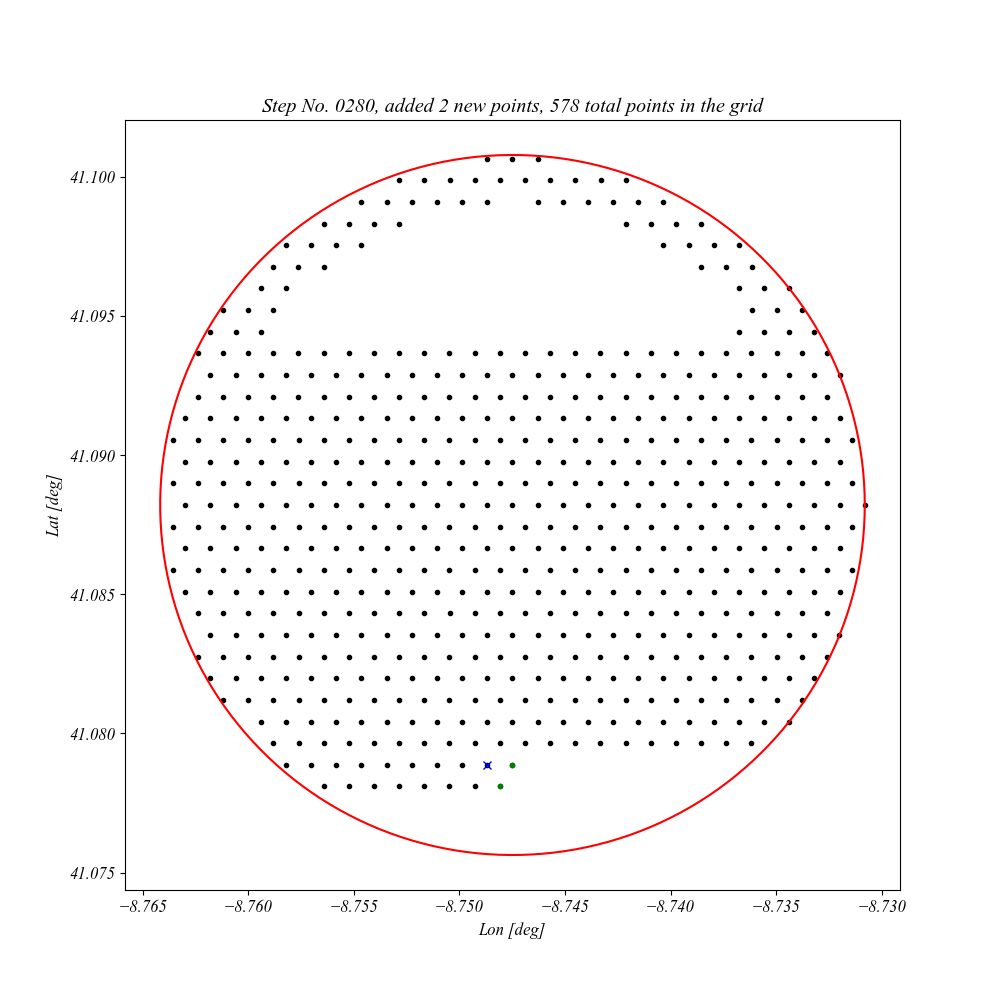 Step No. 0280, added 2 new points, 578 total points in the grid
41.100
41.095
41.090
41.085
41.080
41.075
Lat [deg]
−8.765 −8.760 −8.755 −8.750 −8.745 −8.740 −8.735 −8.730
Lon [deg]